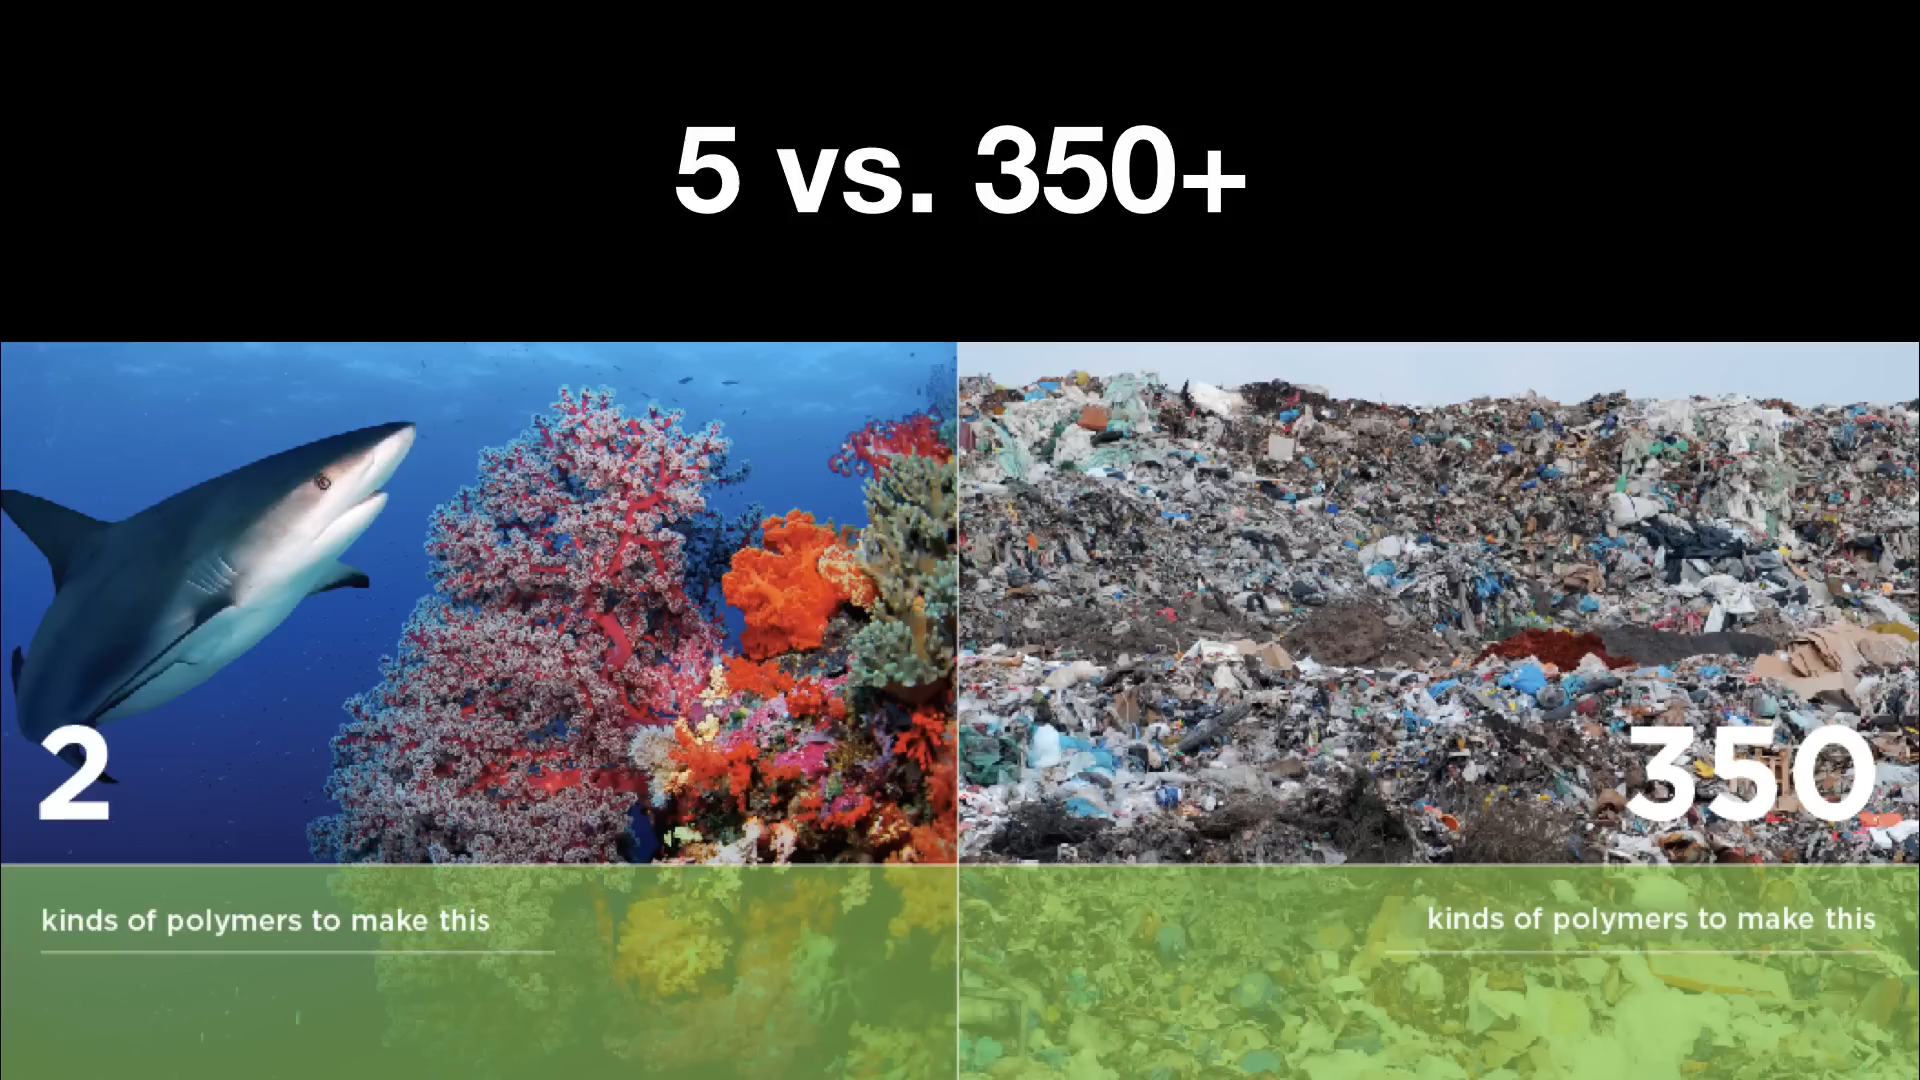 5 vs. 350+
2
kinds of polymers to make this
350
kinds of polymers to make this